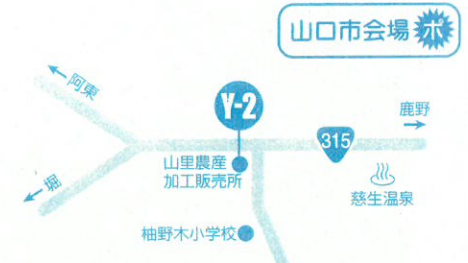 山口市会場 ポ
←阿東
Y-2
鹿野
→
315
山里農産
加工販売所
慈生温泉
←堀
柚野木小学校